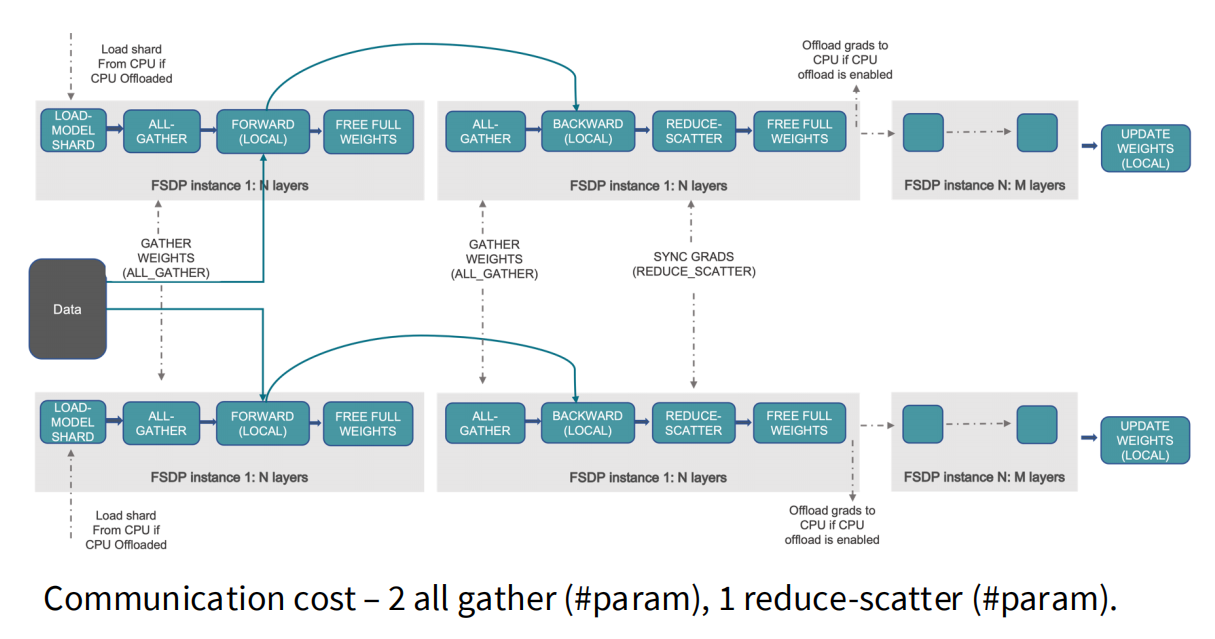 Load shard
From CPU if
CPU Offloaded
Offload grads to
CPU if CPU
offload is enabled
LOAD-
MODEL
SHARD
ALL-
GATHER
FORWARD
(LOCAL)
FREE FULL
WEIGHTS
FSDP instance 1: N layers
ALL-
GATHER
BACKWARD
(LOCAL)
REDUCE-
SCATTER
FREE FULL
WEIGHTS
FSDP instance 1: N layers
FSDP instance N: M layers
UPDATE
WEIGHTS
(LOCAL)
GATHER
WEIGHTS
(ALL_GATHER)
GATHER
WEIGHTS
(ALL_GATHER)
SYNC GRADS
(REDUCE_SCATTER)
Data
LOAD-
MODEL
SHARD
ALL-
GATHER
FORWARD
(LOCAL)
FREE FULL
WEIGHTS
FSDP instance 1: N layers
ALL-
GATHER
BACKWARD
(LOCAL)
REDUCE-
SCATTER
FREE FULL
WEIGHTS
FSDP instance 1: N layers
FSDP instance N: M layers
UPDATE
WEIGHTS
(LOCAL)
Load shard
From CPU if
CPU Offloaded
Offload grads to
CPU if CPU
offload is enabled
Communication cost – 2 all gather (#param), 1 reduce-scatter (#param).